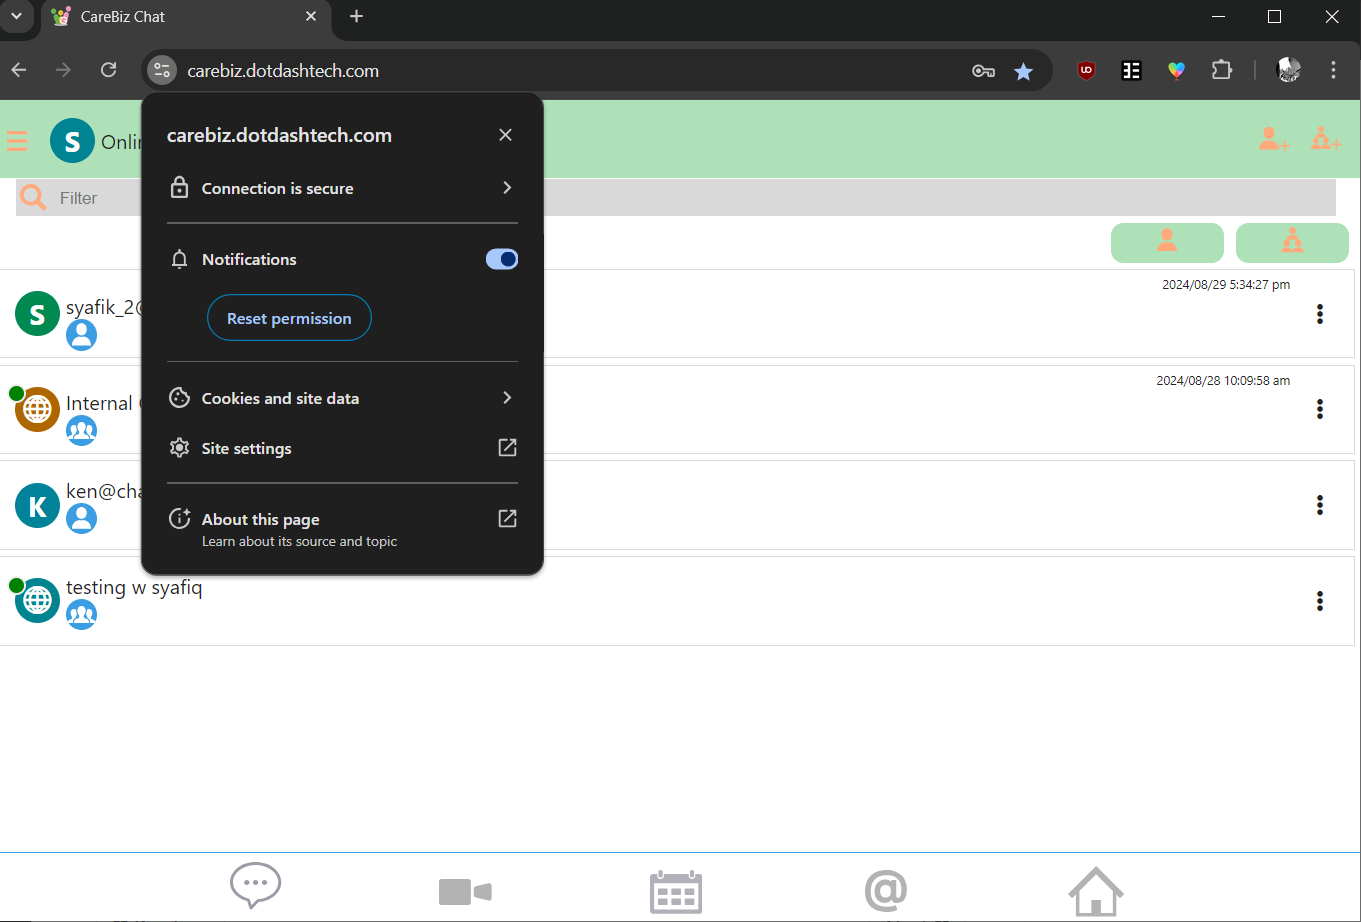 CareBiz Chat
carebiz.dotdashtech.com
carebiz.dotdashtech.com
Connection is secure
Notifications
Reset permission
Cookies and site data
Site settings
About this page
Learn about its source and topic
S
Filter
S syafik_2
2024/08/29 5:34:27 pm
Internal
2024/08/28 10:09:58 am
K ken@cha
testing w syafiq
@